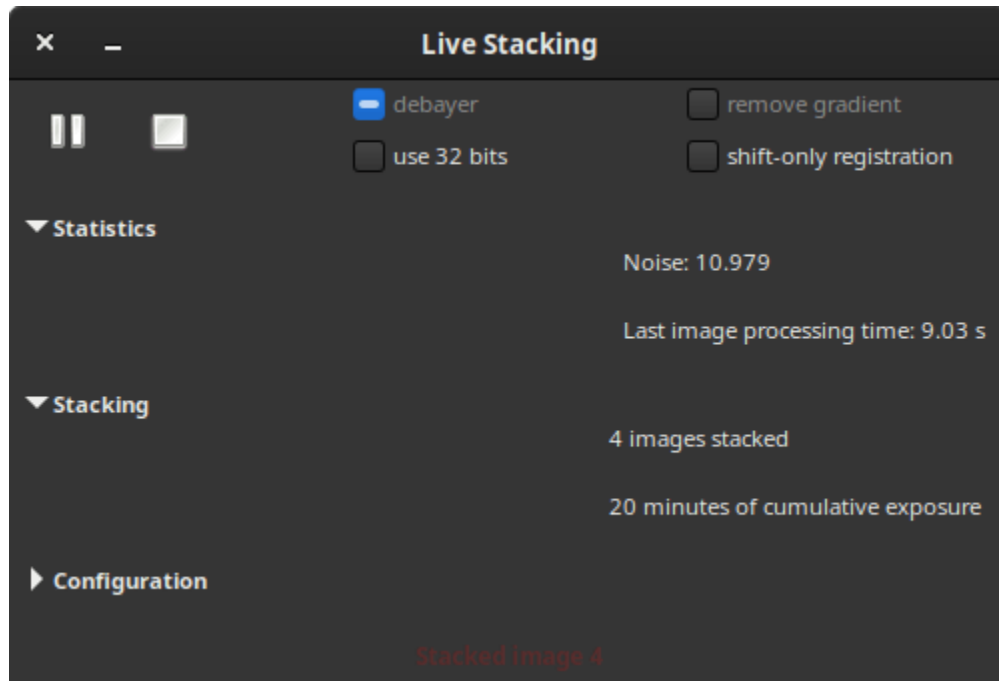 Live Stacking
debayer
remove gradient
use 32 bits
shift-only registration
Statistics
Noise: 10.979
Last image processing time: 9.03 s
Stacking
4 images stacked
20 minutes of cumulative exposure
Configuration
Stacked image 4